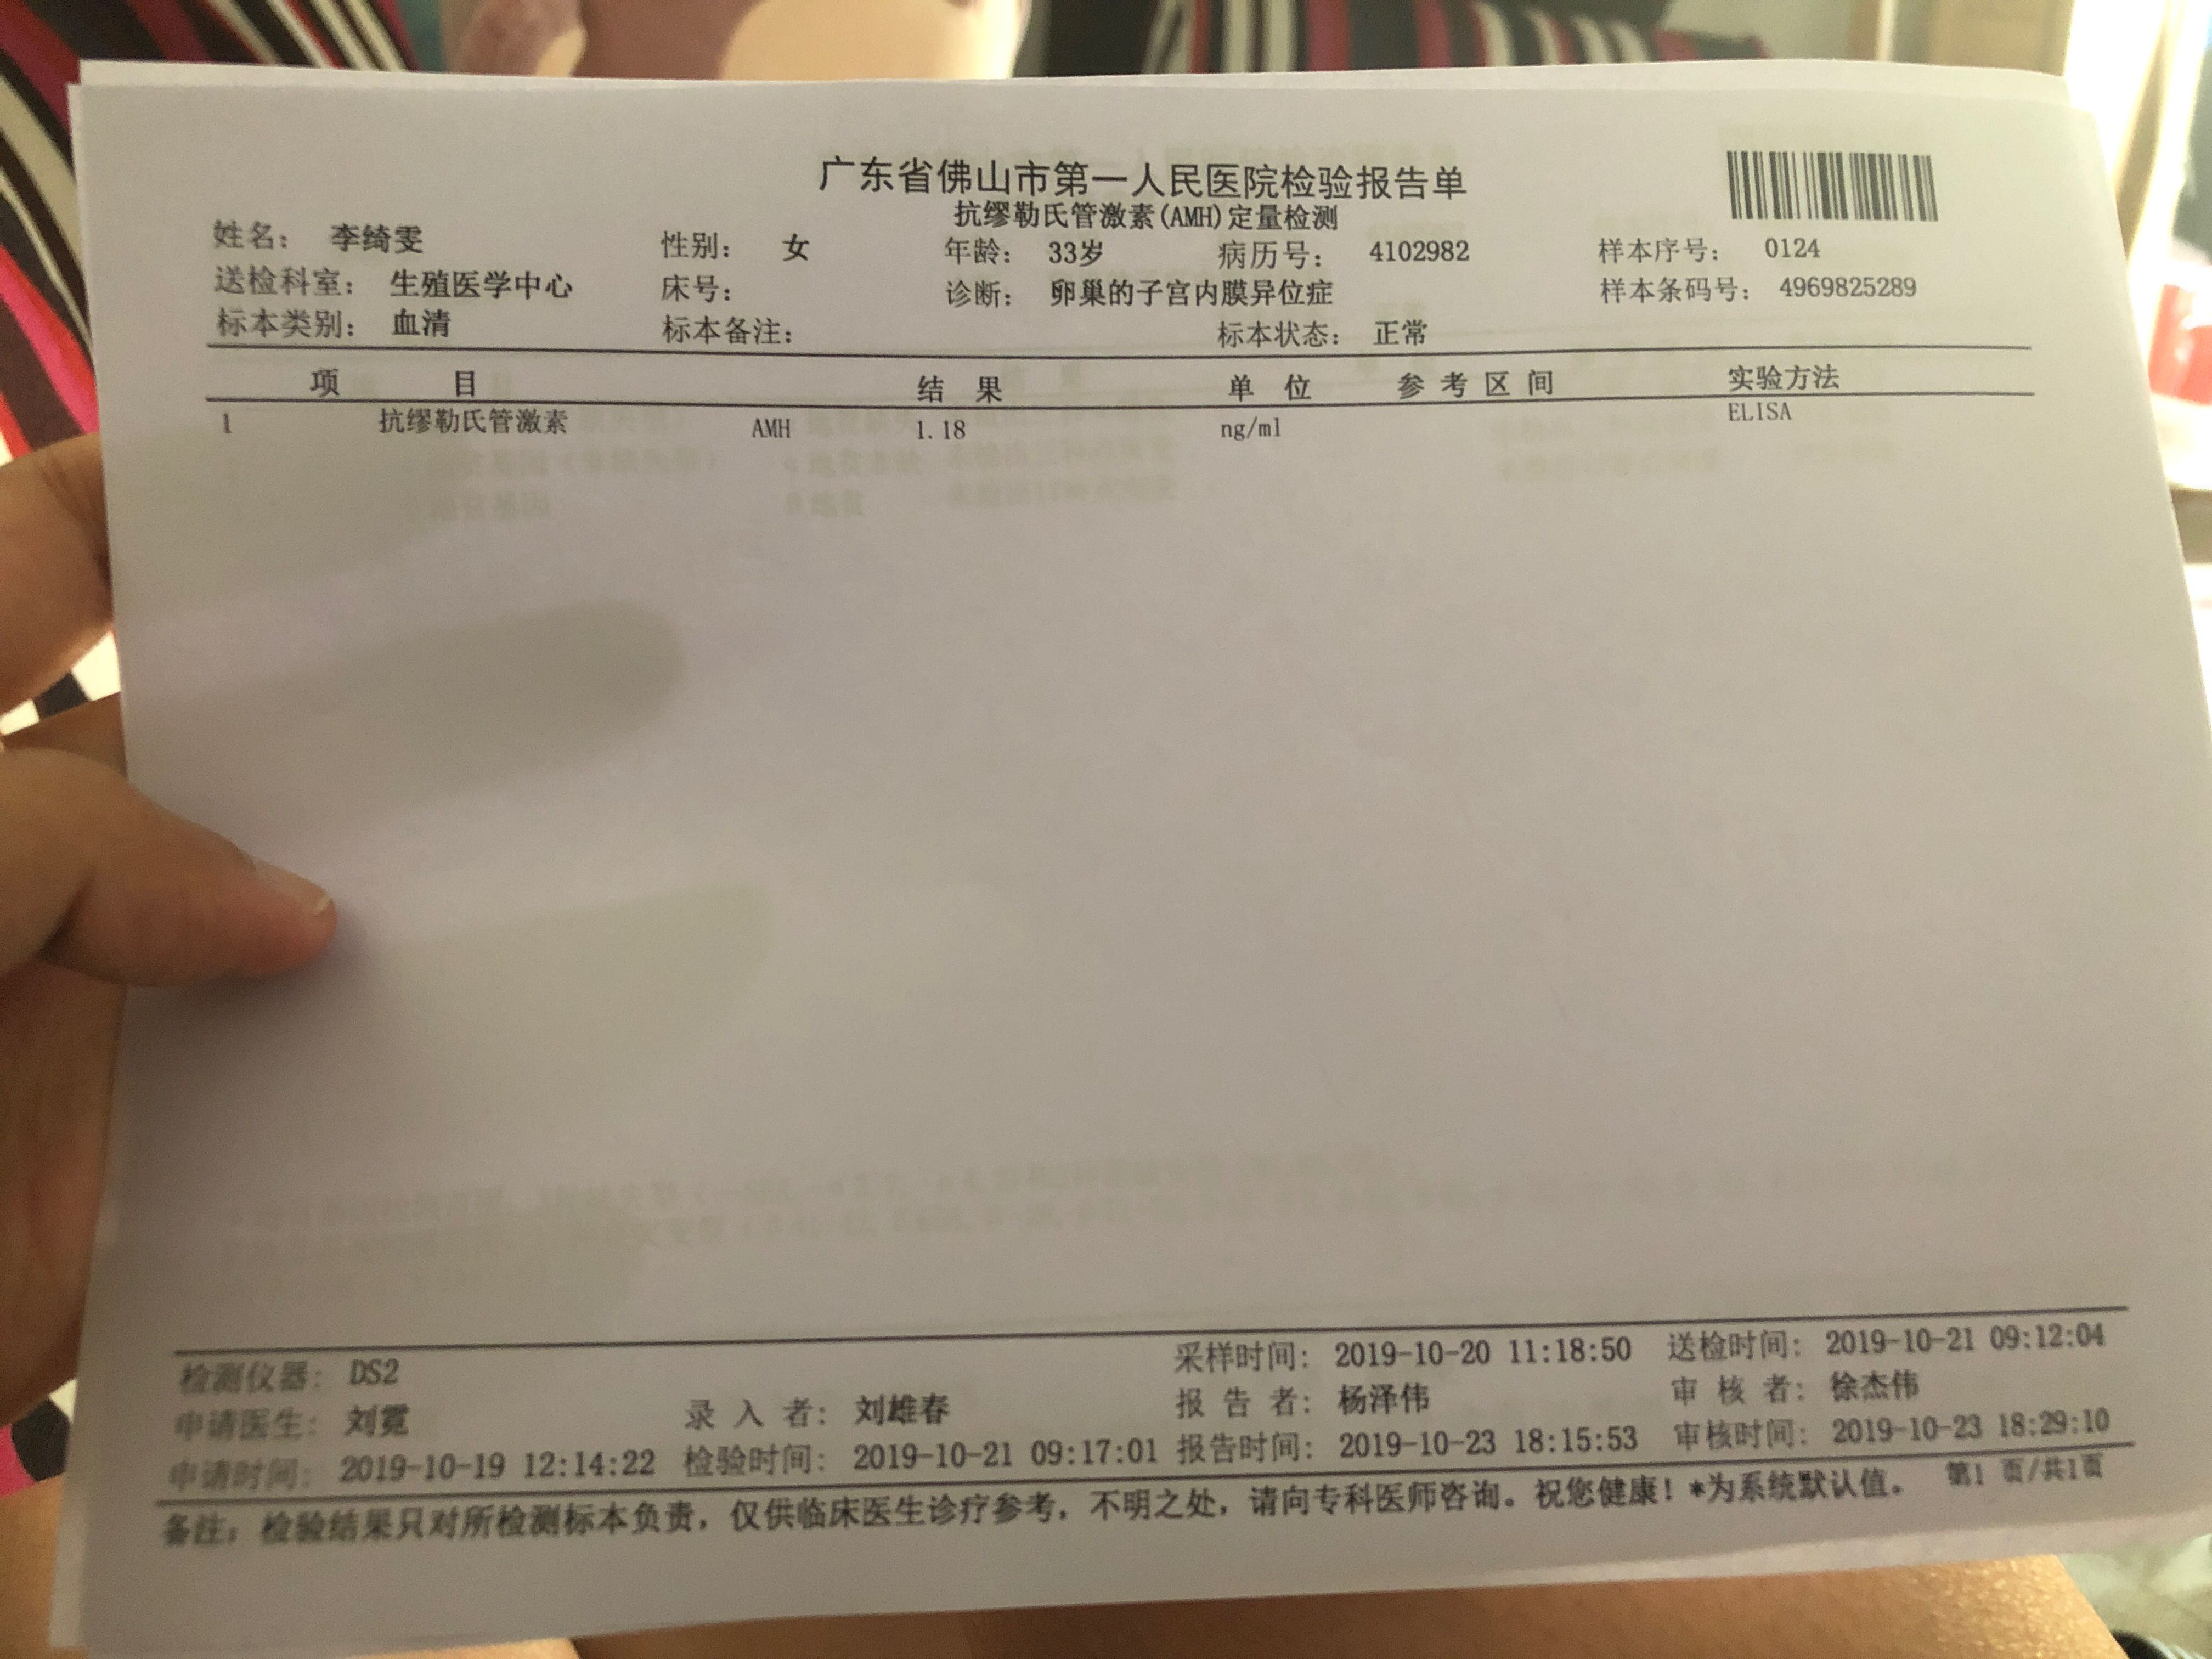 广东省佛山市第一人民医院检验报告单
抗缪勒氏管激素(AMH)定量检测
姓名： 李绮雯 性别： 女 年龄： 33岁 病历号： 4102982 样本序号： 0124
送检科室： 生殖医学中心 床号： 诊断： 卵巢的子宫内膜异位症 样本条码号： 4969825289
标本类别： 血清 标本备注： 标本状态： 正常
项 目 结 果 单 位 参 考 区 间 实验方法
1 抗缪勒氏管激素 AMH 1.18 ng/ml ELISA
检测仪器： DS2 采样时间： 2019-10-20 11:18:50 送检时间： 2019-10-21 09:12:04
申请医生： 刘霓 录 入 者： 刘雄春 报 告 者： 杨泽伟 审 核 者： 徐杰伟
申请时间： 2019-10-19 12:14:22 检验时间： 2019-10-21 09:17:01 报告时间： 2019-10-23 18:15:53 审核时间： 2019-10-23 18:29:10
备注： 检验结果只对所检测标本负责，仅供临床医生诊疗参考，不明之处，请向专科医师咨询。祝您健康！*为系统默认值。 第1 页/共1页